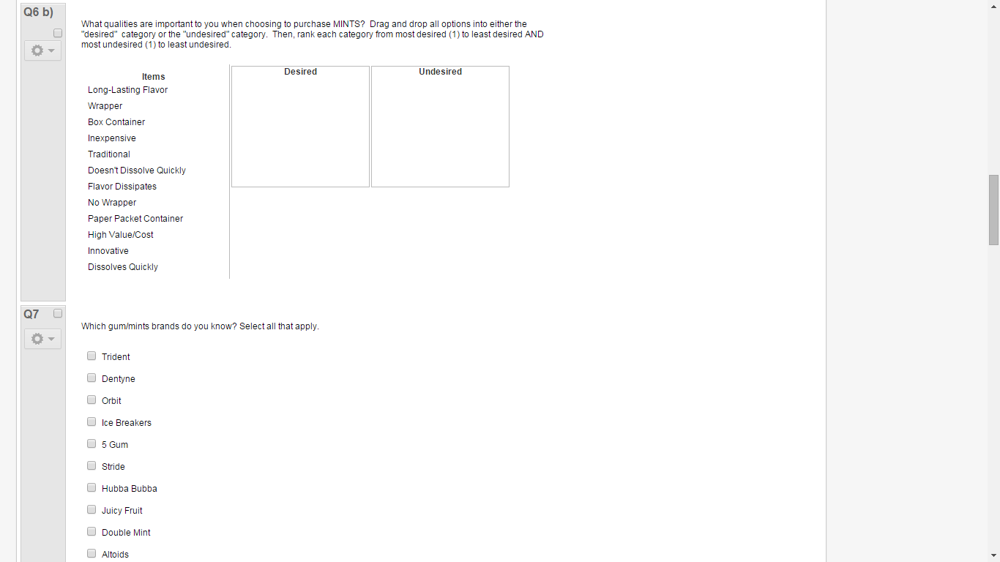 Q6 b)
What qualities are important to you when choosing to purchase MINTS?  Drag and drop all options into either the
"desired"  category or the "undesired" category.  Then, rank each category from most desired (1) to least desired AND
most undesired (1) to least undesired.
Items
Desired
Undesired
Long-Lasting Flavor
Wrapper
Box Container
Inexpensive
Traditional
Doesn't Dissolve Quickly
Flavor Dissipates
No Wrapper
Paper Packet Container
High Value/Cost
Innovative
Dissolves Quickly
Q7
Which gum/mints brands do you know? Select all that apply.
Trident
Dentyne
Orbit
Ice Breakers
5 Gum
Stride
Hubba Bubba
Juicy Fruit
Double Mint
Altoids